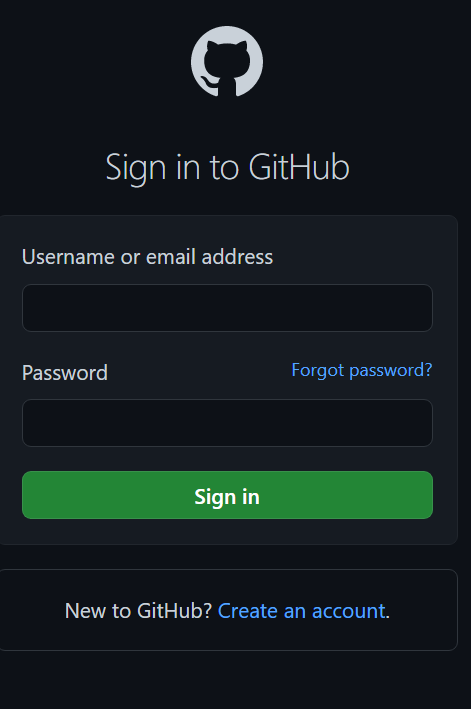 Sign in to GitHub
Username or email address
Password Forgot password?
Sign in
New to GitHub? Create an account.